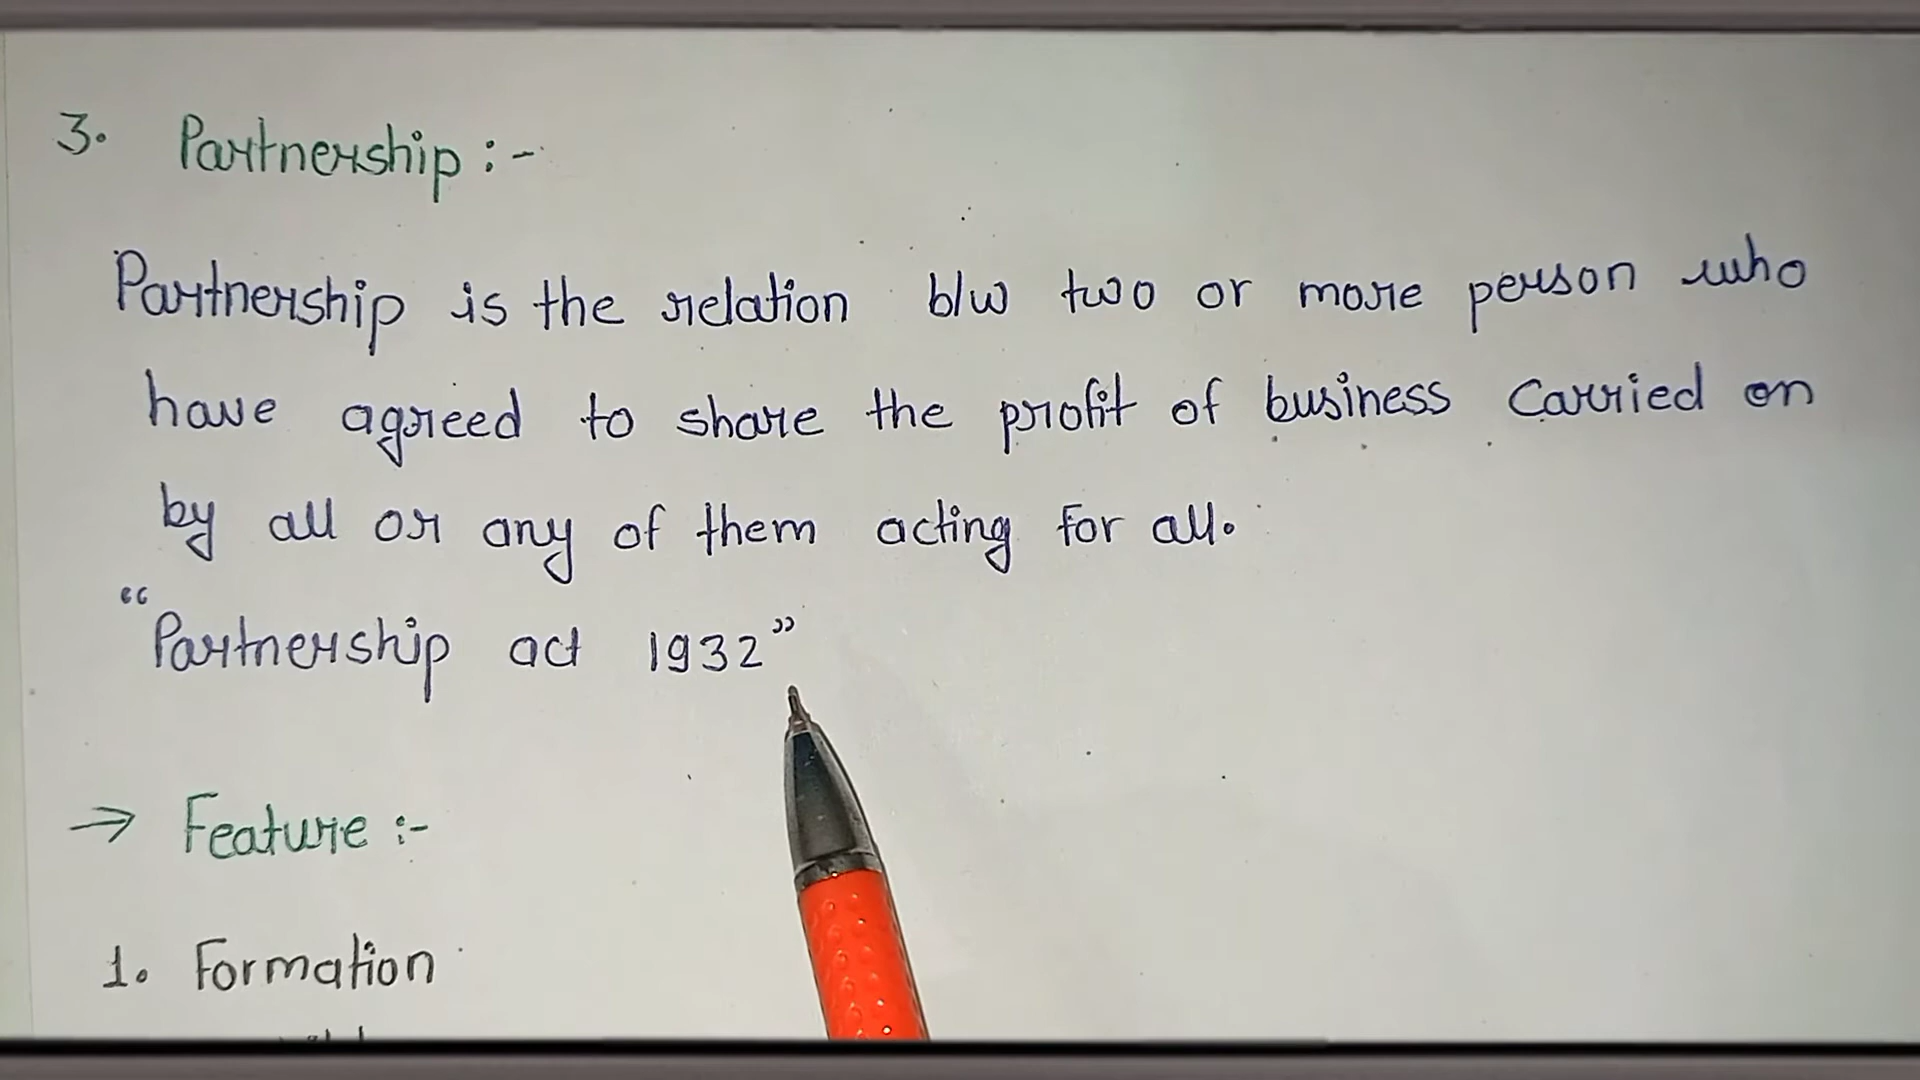 3. Partnership :-
Partnership is the relation b/w two or more person who
have agreed to share the profit of business carried on
by all or any of them acting for all.
"Partnership act 1932"
→ Feature :-
1. Formation